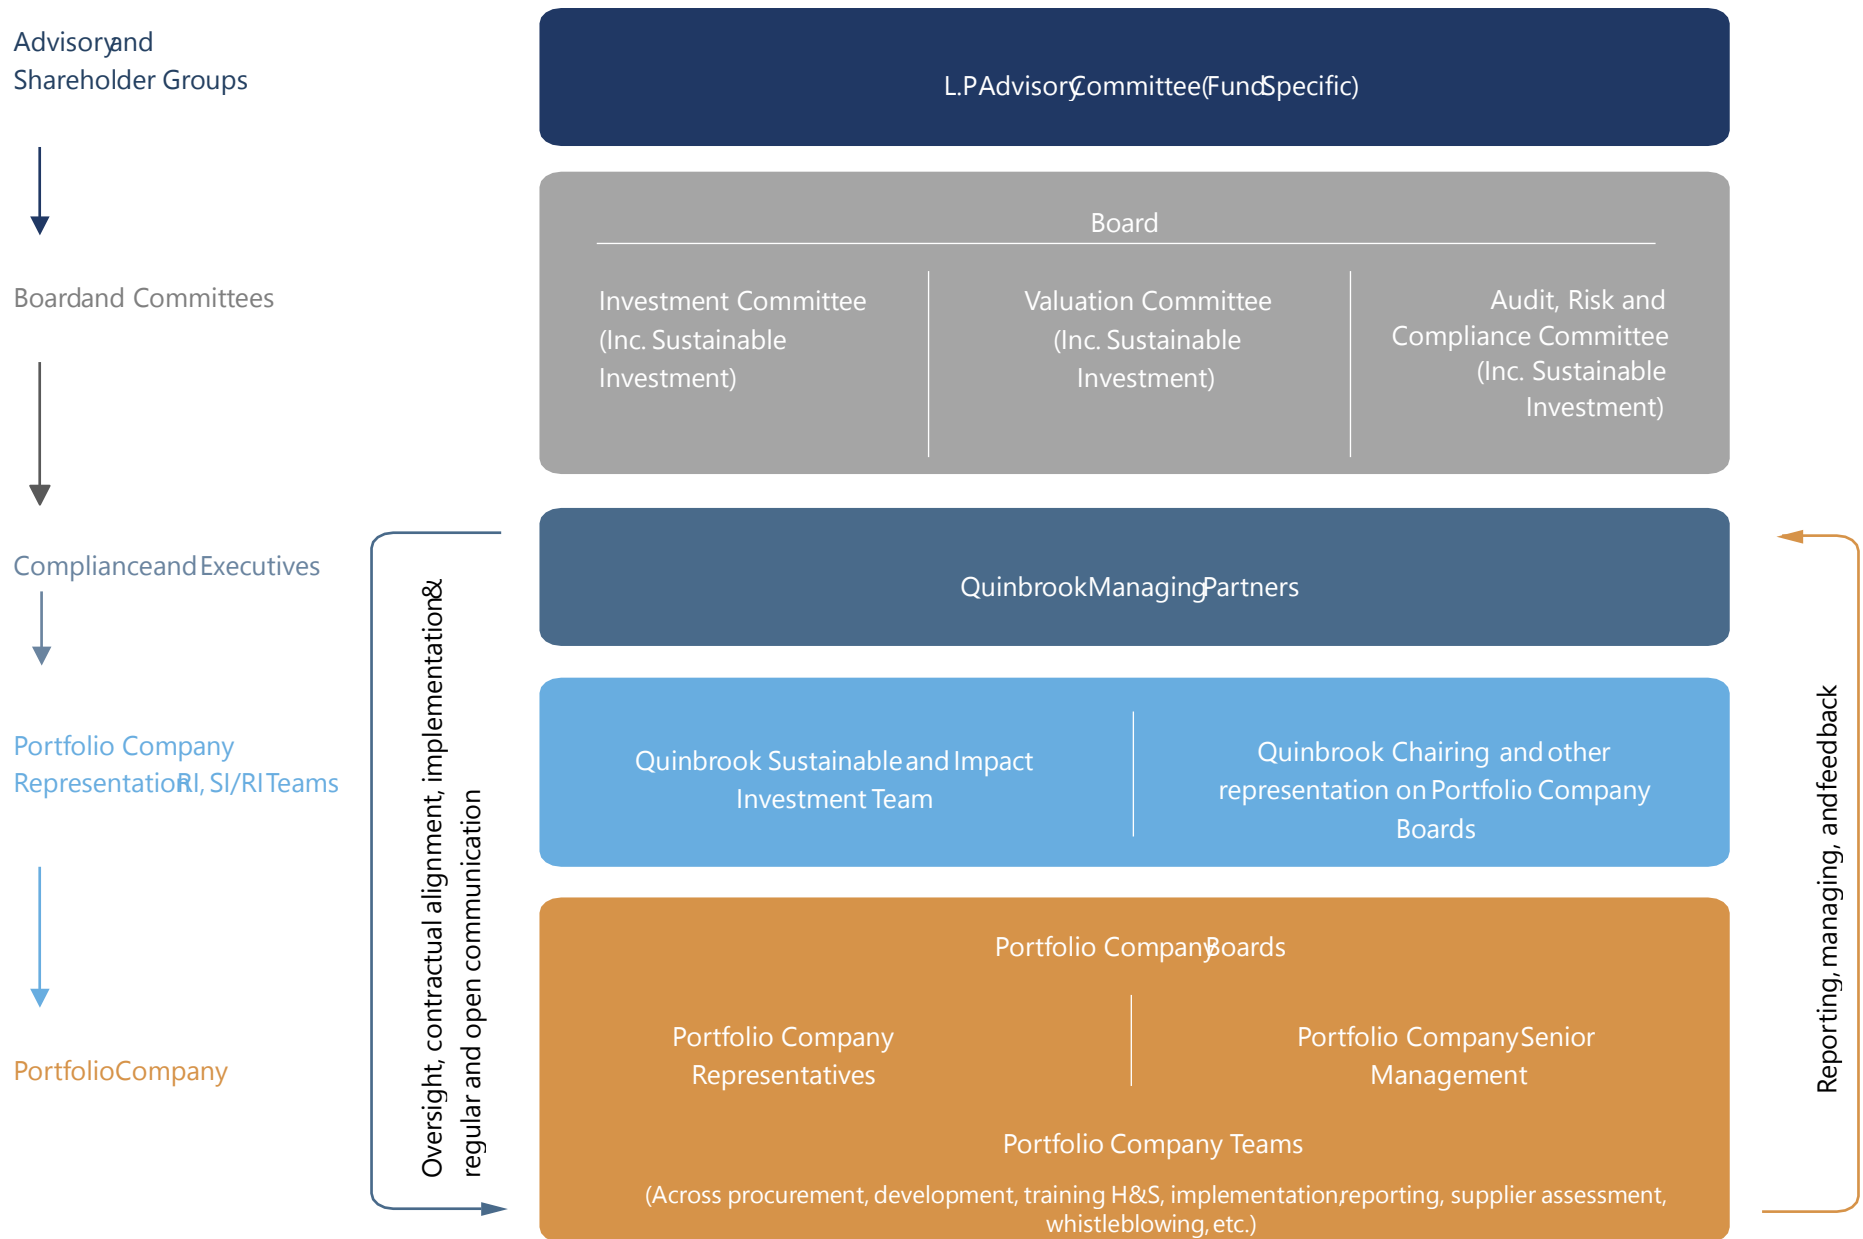 Advisory and
Shareholder Groups
L.P Advisory Committee (Fund Specific)
Board
Board and Committees
Investment Committee
(Inc. Sustainable
Investment)
Valuation Committee
(Inc. Sustainable
Investment)
Audit, Risk and
Compliance Committee
(Inc. Sustainable
Investment)
Compliance and Executives
Quinbrook Managing Partners
Portfolio Company
Representation RI, SI/RI Teams
Quinbrook Sustainable and Impact
Investment Team
Quinbrook Chairing and other
representation on Portfolio Company
Boards
Oversight, contractual alignment, implementation &
regular and open communication
Reporting, managing, and feedback
Portfolio Company
Portfolio Company Boards
Portfolio Company
Representatives
Portfolio Company Senior
Management
Portfolio Company Teams
(Across procurement, development, training H&S, implementation, reporting, supplier assessment,
whistleblowing, etc.)